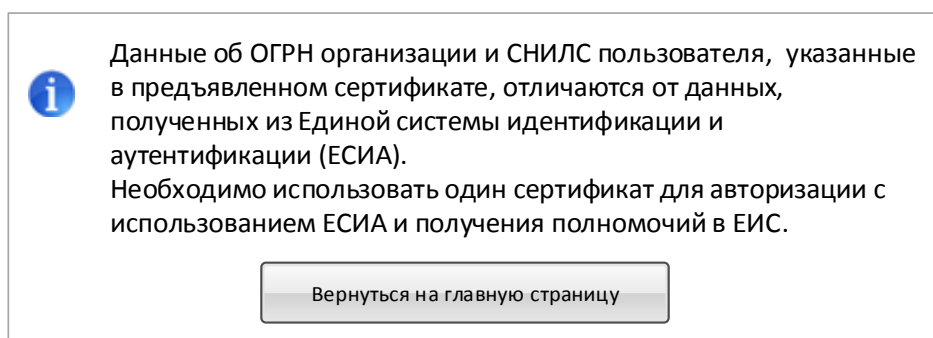 Данные об ОГРН организации и СНИЛС пользователя, указанные
в предъявленном сертификате, отличаются от данных,
полученных из Единой системы идентификации и
аутентификации (ЕСИА).
Необходимо использовать один сертификат для авторизации с
использованием ЕСИА и получения полномочий в ЕИС.
Вернуться на главную страницу